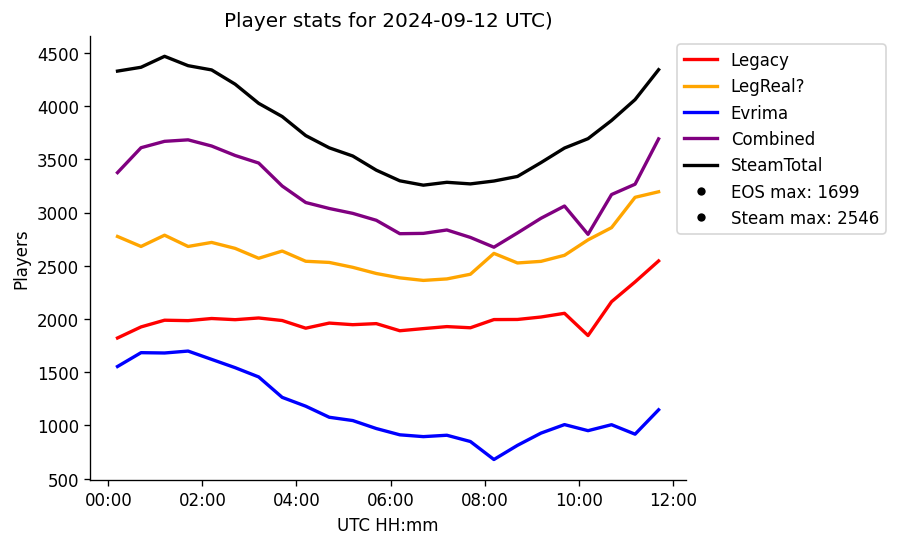 Player stats for 2024-09-12 UTC)
Players
4500
4000
3500
3000
2500
2000
1500
1000
500
00:00 02:00 04:00 06:00 08:00 10:00 12:00
UTC HH:mm
Legacy
LegReal?
Evrima
Combined
SteamTotal
EOS max: 1699
Steam max: 2546